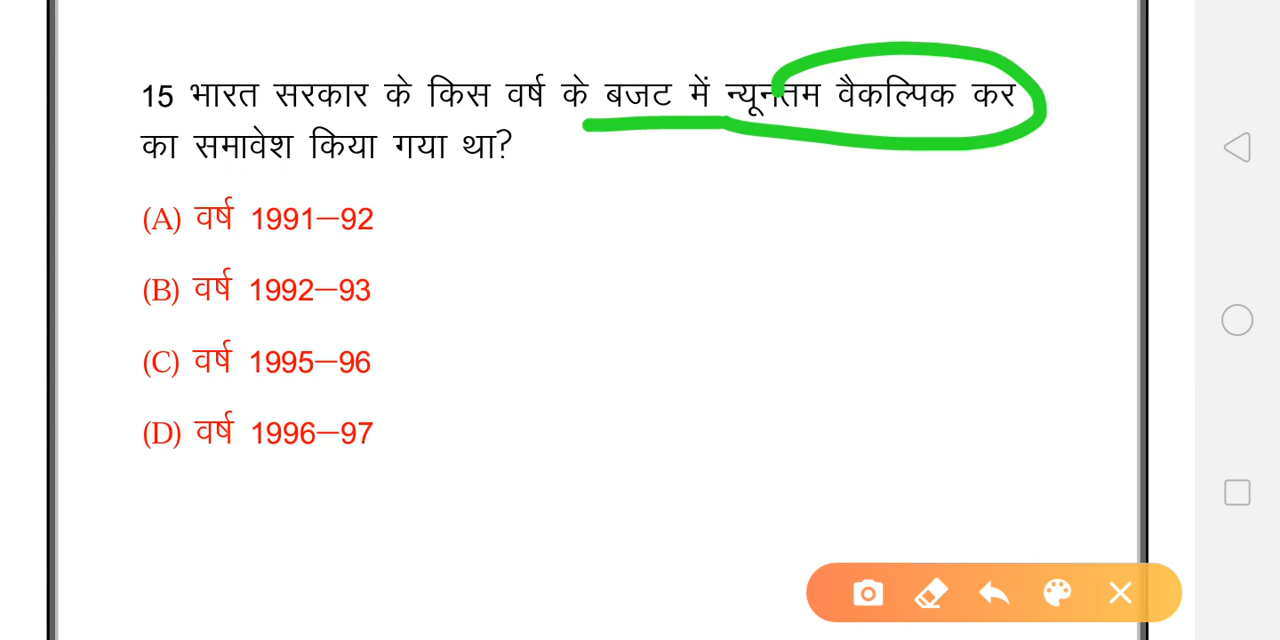 15 भारत सरकार के किस वर्ष के बजट में न्यूनतम वैकल्पिक कर
का समावेश किया गया था?
(A) वर्ष 1991–92
(B) वर्ष 1992–93
(C) वर्ष 1995–96
(D) वर्ष 1996–97